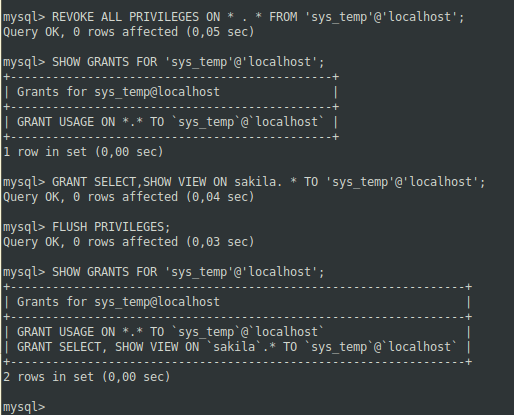 mysql> REVOKE ALL PRIVILEGES ON * . * FROM 'sys_temp'@'localhost';
Query OK, 0 rows affected (0,05 sec)
mysql> SHOW GRANTS FOR 'sys_temp'@'localhost';
+----------------------------------------------+
| Grants for sys_temp@localhost                |
+----------------------------------------------+
| GRANT USAGE ON *.* TO `sys_temp`@`localhost` |
+----------------------------------------------+
1 row in set (0,00 sec)
mysql> GRANT SELECT,SHOW VIEW ON sakila. * TO 'sys_temp'@'localhost';
Query OK, 0 rows affected (0,04 sec)
mysql> FLUSH PRIVILEGES;
Query OK, 0 rows affected (0,03 sec)
mysql> SHOW GRANTS FOR 'sys_temp'@'localhost';
+-----------------------------------------------------------------+
| Grants for sys_temp@localhost                                   |
+-----------------------------------------------------------------+
| GRANT USAGE ON *.* TO `sys_temp`@`localhost`                    |
| GRANT SELECT, SHOW VIEW ON `sakila`.* TO `sys_temp`@`localhost` |
+-----------------------------------------------------------------+
2 rows in set (0,00 sec)
mysql>